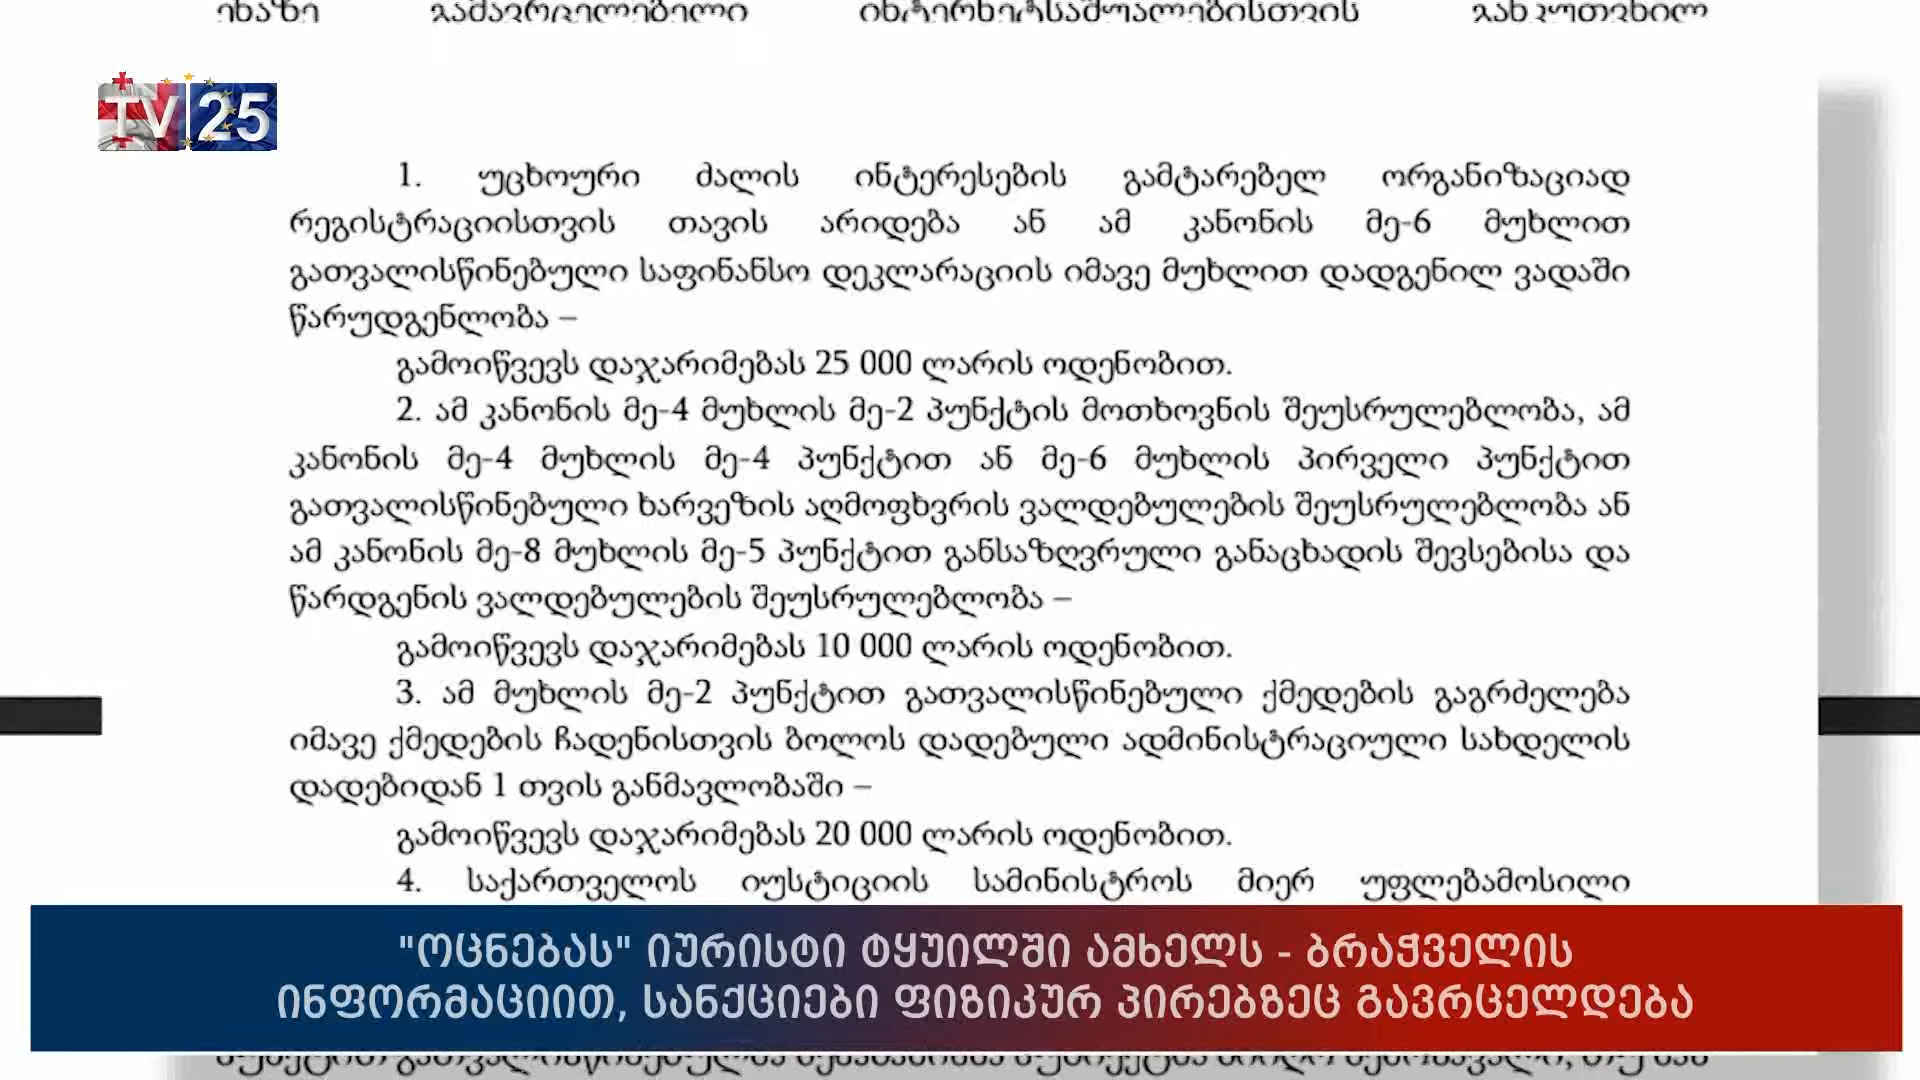 TV 25
1. უცხოური ძალის ინტერესების გამტარებელ ორგანიზაციად
რეგისტრაციისთვის თავის არიდება ან ამ კანონის მე-6 მუხლით
გათვალისწინებული საფინანსო დეკლარაციის იმავე მუხლით დადგენილ ვადაში
წარუდგენლობა –
გამოიწვევს დაჯარიმებას 25 000 ლარის ოდენობით.
2. ამ კანონის მე-4 მუხლის მე-2 პუნქტის მოთხოვნის შეუსრულებლობა, ამ
კანონის მე-4 მუხლის მე-4 პუნქტით ან მე-6 მუხლის პირველი პუნქტით
გათვალისწინებული ხარვეზის აღმოფხვრის ვალდებულების შეუსრულებლობა ან
ამ კანონის მე-8 მუხლის მე-5 პუნქტით განსაზღვრული განაცხადის შევსებისა და
წარდგენის ვალდებულების შეუსრულებლობა –
გამოიწვევს დაჯარიმებას 10 000 ლარის ოდენობით.
3. ამ მუხლის მე-2 პუნქტით გათვალისწინებული ქმედების გაგრძელება
იმავე ქმედების ჩადენისთვის ბოლოს დადებული ადმინისტრაციული სახდელის
დადებიდან 1 თვის განმავლობაში –
გამოიწვევს დაჯარიმებას 20 000 ლარის ოდენობით.
4. საქართველოს იუსტიციის სამინისტროს მიერ უფლებამოსილი
"ოცნებას" იურისტი ტყუილში ამხელს - ბრაჭველის
ინფორმაციით, სანქციები ფიზიკურ პირებზეც გავრცელდება